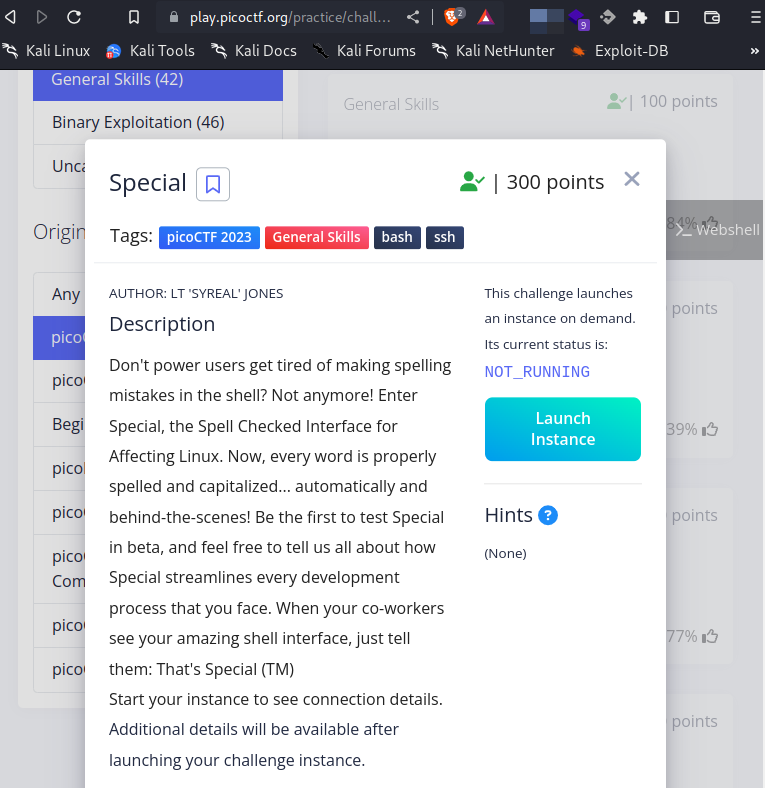 play.picoctf.org/practice/chall...
2
9
Kali Linux
Kali Tools
Kali Docs
Kali Forums
Kali NetHunter
Exploit-DB
»
General Skills (42)
Binary Exploitation (46)
Unca
Origin
Any
pico
pico
Begi
pico
pico
pico
Com
pico
pico
General Skills
| 100 points
84%
Webshell
points
39%
points
77%
points
Special
| 300 points
Tags: picoCTF 2023 General Skills bash ssh
AUTHOR: LT 'SYREAL' JONES
Description
Don't power users get tired of making spelling
mistakes in the shell? Not anymore! Enter
Special, the Spell Checked Interface for
Affecting Linux. Now, every word is properly
spelled and capitalized... automatically and
behind-the-scenes! Be the first to test Special
in beta, and feel free to tell us all about how
Special streamlines every development
process that you face. When your co-workers
see your amazing shell interface, just tell
them: That's Special (TM)
Start your instance to see connection details.
Additional details will be available after
launching your challenge instance.
This challenge launches
an instance on demand.
Its current status is:
NOT_RUNNING
Launch
Instance
Hints ?
(None)